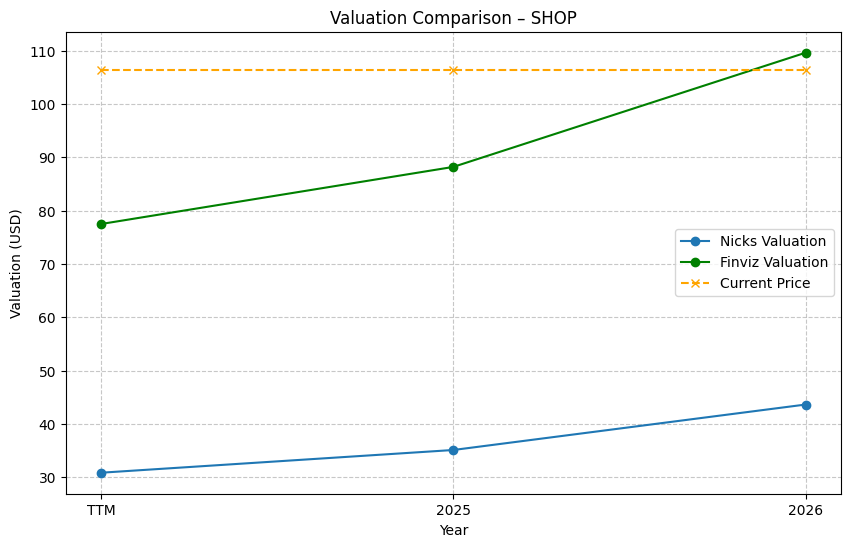 Valuation Comparison – SHOP
Valuation (USD)
110
100
90
80
70
60
50
40
30
Nicks Valuation
Finviz Valuation
Current Price
TTM
2025
2026
Year